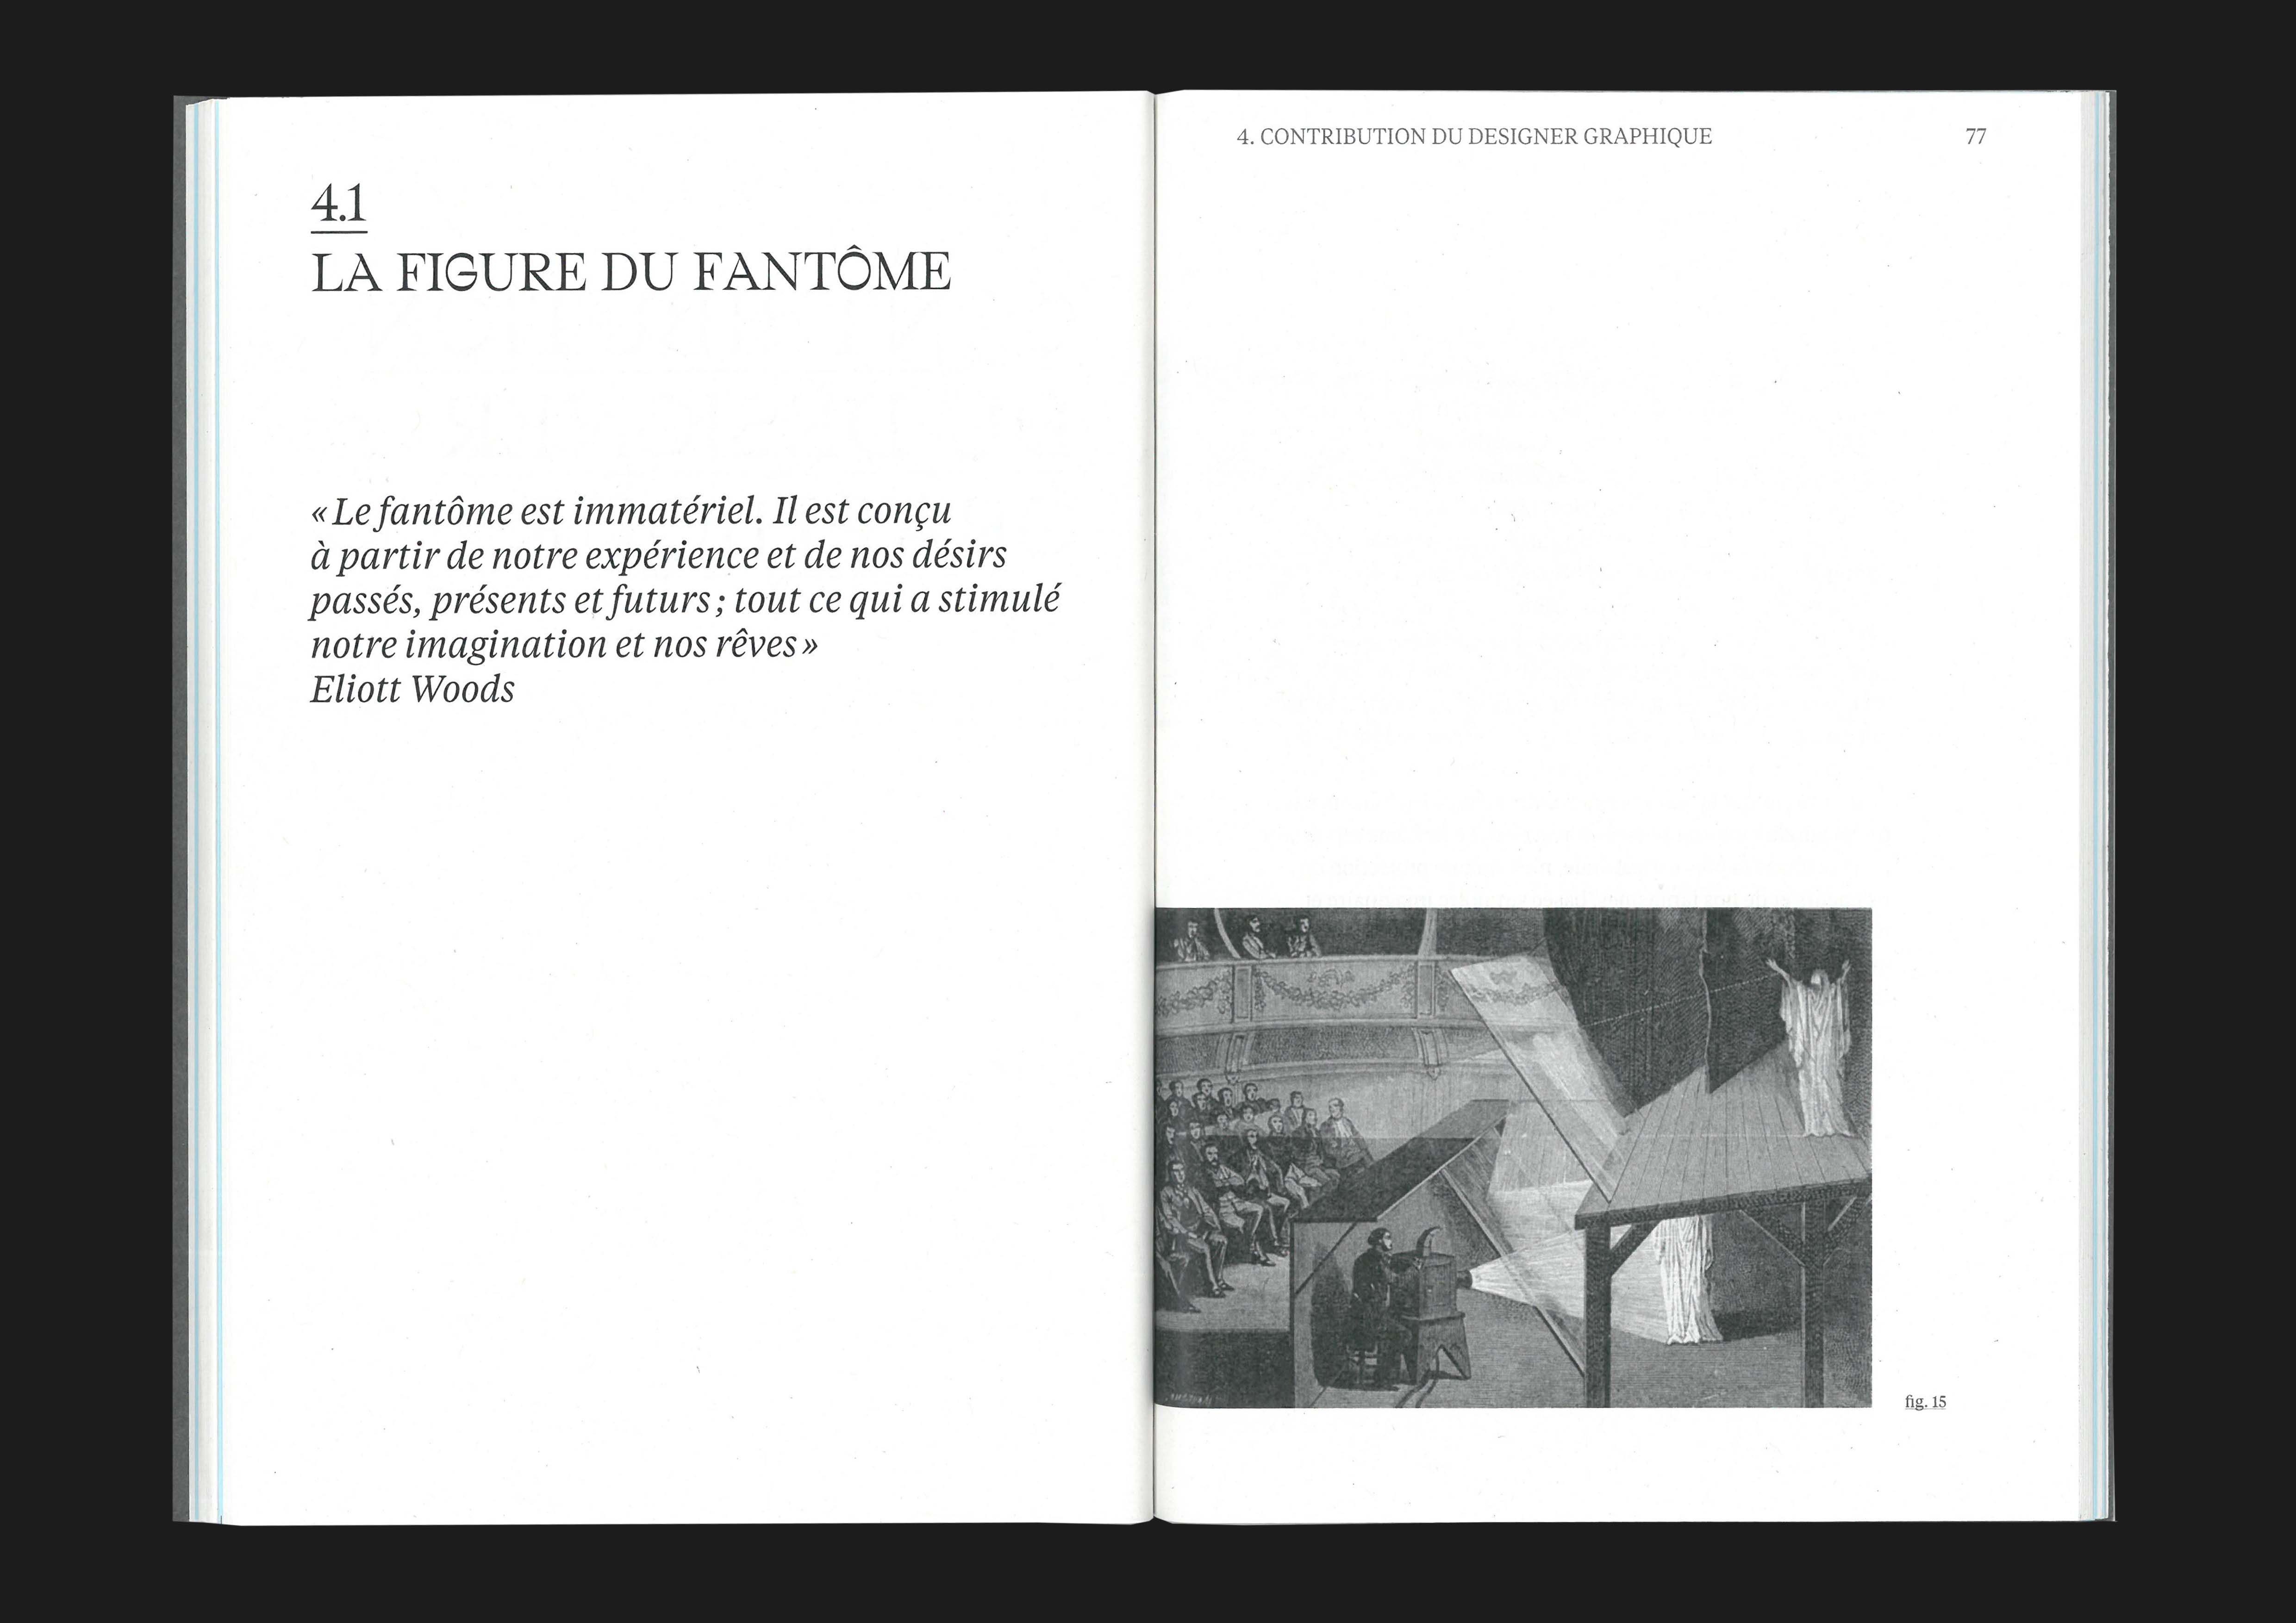 4.1
LA FIGURE DU FANTÔME
« Le fantôme est immatériel. Il est conçu
à partir de notre expérience et de nos désirs
passés, présents et futurs ; tout ce qui a stimulé
notre imagination et nos rêves »
Eliott Woods
4. CONTRIBUTION DU DESIGNER GRAPHIQUE
77
fig. 15